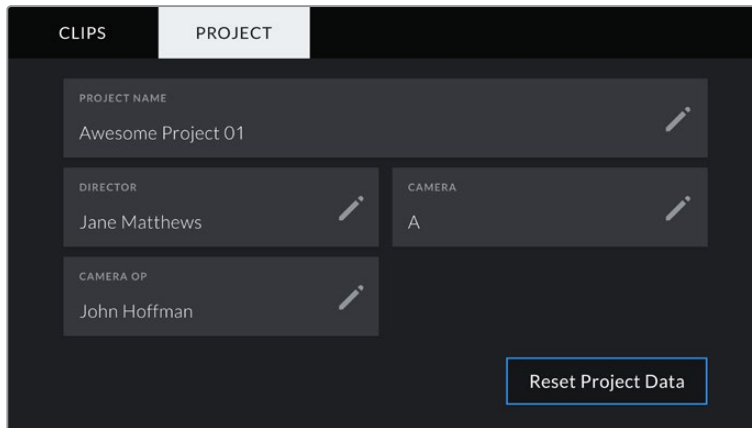 CLIPS
PROJECT
PROJECT NAME
Awesome Project 01
DIRECTOR
Jane Matthews
CAMERA
A
CAMERA OP
John Hoffman
Reset Project Data